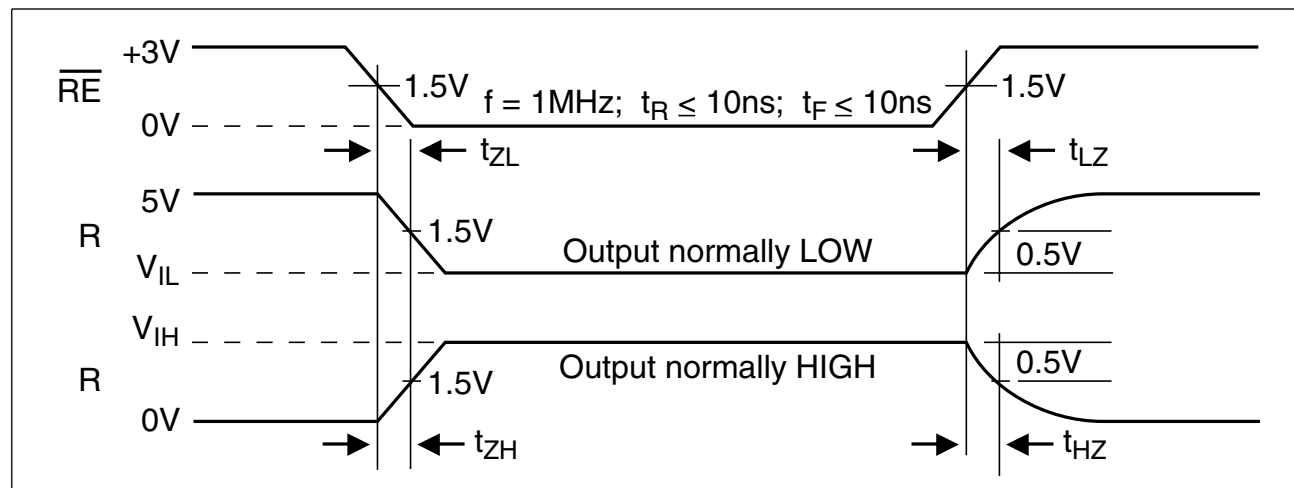 +3V
R̅E̅
1.5V
f = 1MHz; tR ≤ 10ns; tF ≤ 10ns
1.5V
0V
tZL
tLZ
5V
R
1.5V
Output normally LOW
0.5V
VIL
VIH
R
1.5V
Output normally HIGH
0.5V
0V
tZH
tHZ